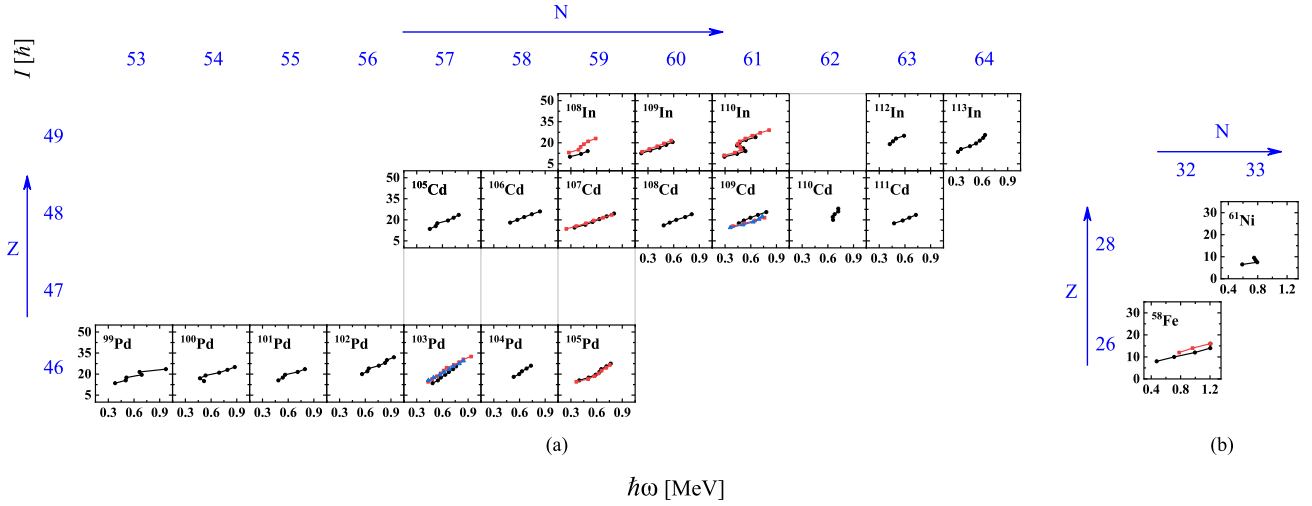 N
I [ħ]
53 54 55 56 57 58 59 60 61 62 63 64
49
50
35
20
5
108In
109In
110In
112In
113In
0.3 0.6 0.9
N
32 33
48
50
35
20
5
105Cd
106Cd
107Cd
108Cd
109Cd
110Cd
111Cd
0.3 0.6 0.9 0.3 0.6 0.9 0.3 0.6 0.9 0.3 0.6 0.9
Z
47
28
30
20
10
0
61Ni
0.4 0.8 1.2
Z
46
50
35
20
5
99Pd
100Pd
101Pd
102Pd
103Pd
104Pd
105Pd
0.3 0.6 0.9 0.3 0.6 0.9 0.3 0.6 0.9 0.3 0.6 0.9 0.3 0.6 0.9 0.3 0.6 0.9 0.3 0.6 0.9
26
30
20
10
0
58Fe
0.4 0.8 1.2
(a)
(b)
ħω [MeV]